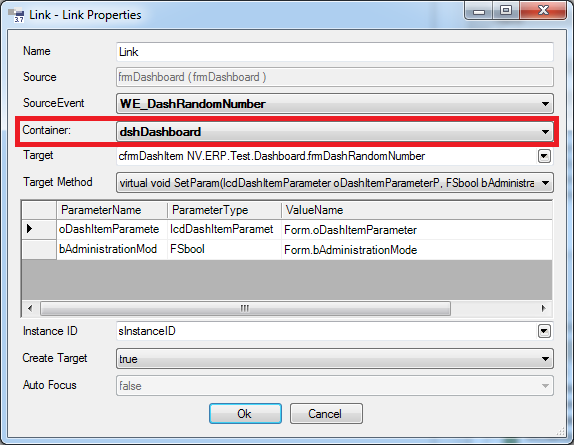 3.7 Link - Link Properties
Name Link
Source frmDashboard ( frmDashboard )
SourceEvent WE_DashRandomNumber
Container: dshDashboard
Target cfrmDashItem NV.ERP.Test.Dashboard.frmDashRandomNumber
Target Method virtual void SetParam(IcdDashItemParameter oDashItemParameterP, FSbool bAdministra
ParameterName ParameterType ValueName
oDashItemParamete IcdDashItemParamet Form.oDashItemParameter
bAdministrationMod FSbool Form.bAdministrationMode
Instance ID sInstanceID
Create Target true
Auto Focus false
Ok Cancel